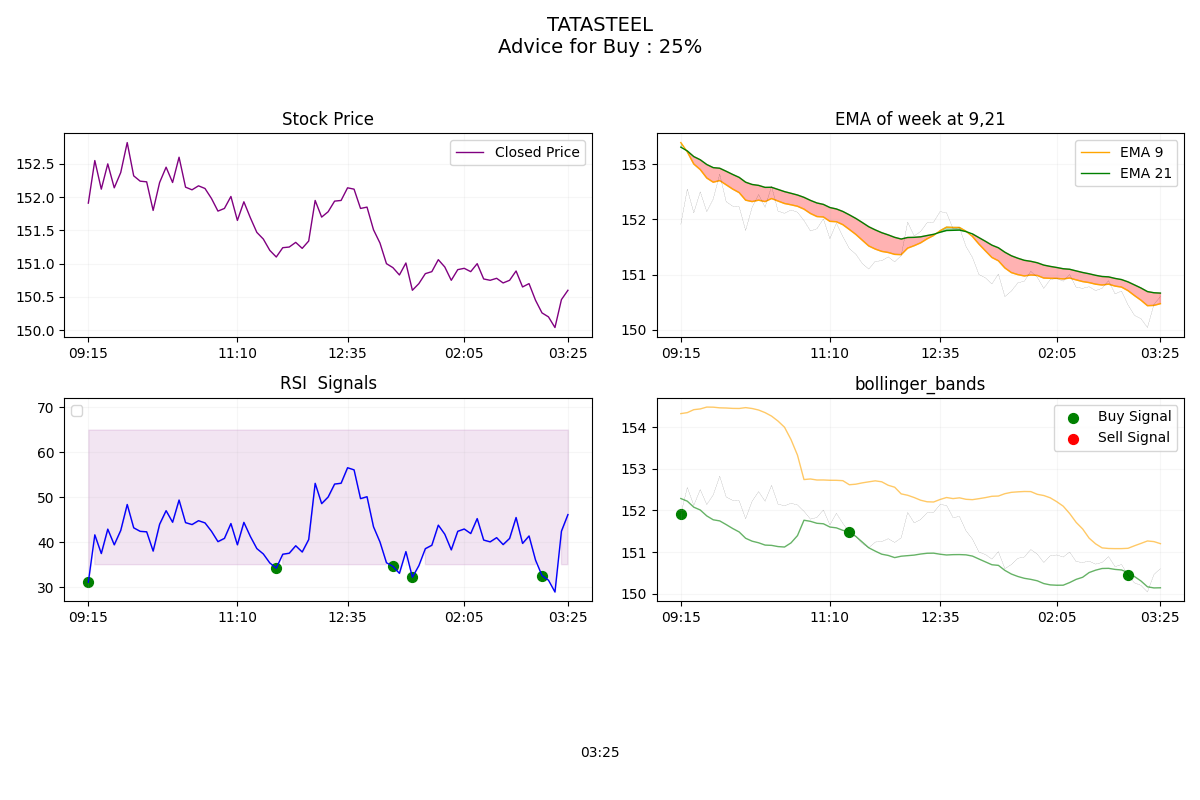 TATASTEEL
Advice for Buy : 25%
Stock Price
Closed Price
152.5
152.0
151.5
151.0
150.5
150.0
09:15 11:10 12:35 02:05 03:25
EMA of week at 9,21
EMA 9
EMA 21
153
152
151
150
09:15 11:10 12:35 02:05 03:25
RSI  Signals
70
60
50
40
30
09:15 11:10 12:35 02:05 03:25
bollinger_bands
Buy Signal
Sell Signal
154
153
152
151
150
09:15 11:10 12:35 02:05 03:25
03:25